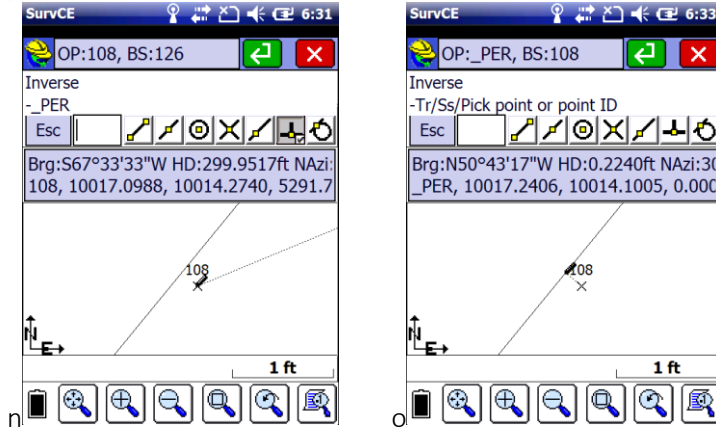 SurvCE 6:31
OP:108, BS:126
Inverse
-_PER
Esc
Brg:S67°33'33"W HD:299.9517ft NAzi:
108, 10017.0988, 10014.2740, 5291.7
108
N
E
1 ft
n
SurvCE 6:33
OP:_PER, BS:108
Inverse
-Tr/Ss/Pick point or point ID
Esc
Brg:N50°43'17"W HD:0.2240ft NAzi:30
_PER, 10017.2406, 10014.1005, 0.000
108
N
E
1 ft
o